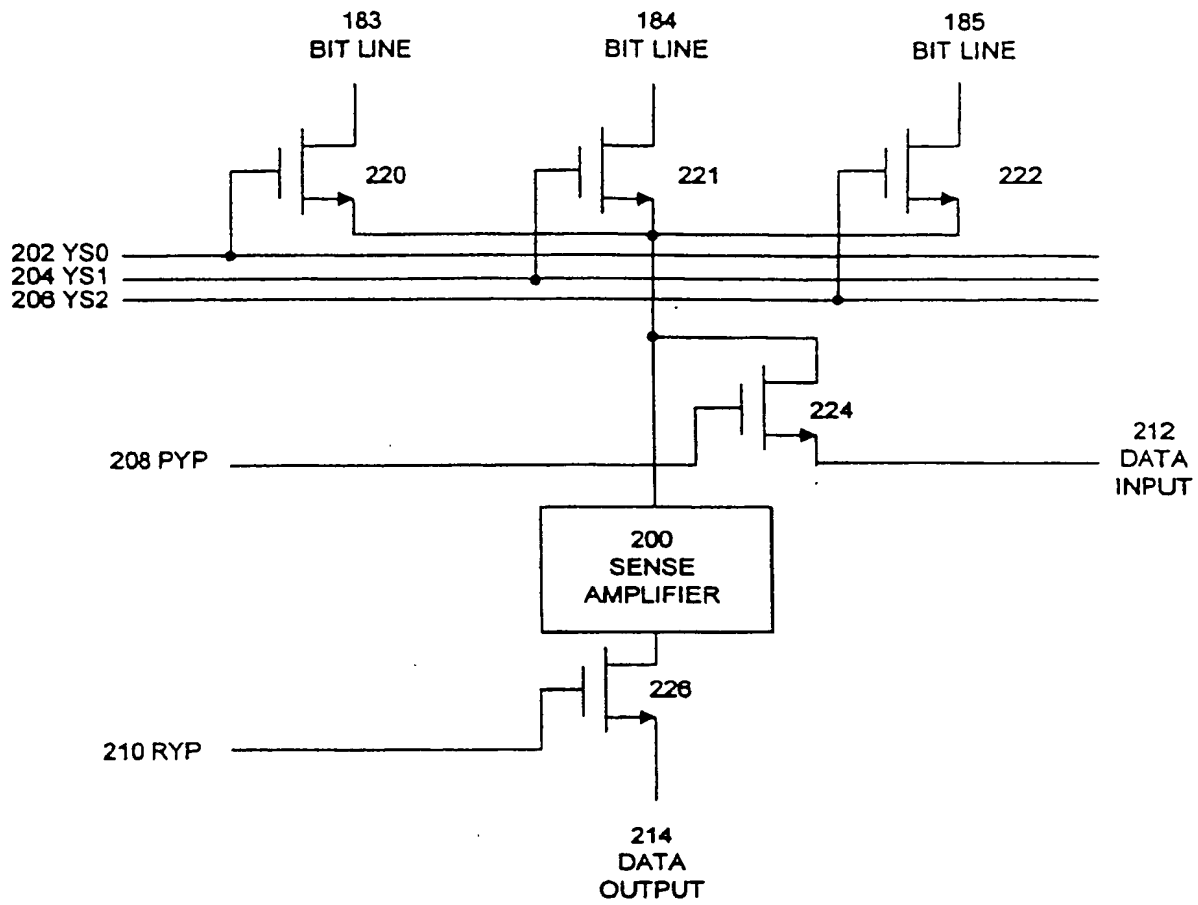 183
BIT LINE
184
BIT LINE
185
BIT LINE
220
221
222
202 YS0
204 YS1
206 YS2
224
208 PYP
212
DATA
INPUT
200
SENSE
AMPLIFIER
226
210 RYP
214
DATA
OUTPUT